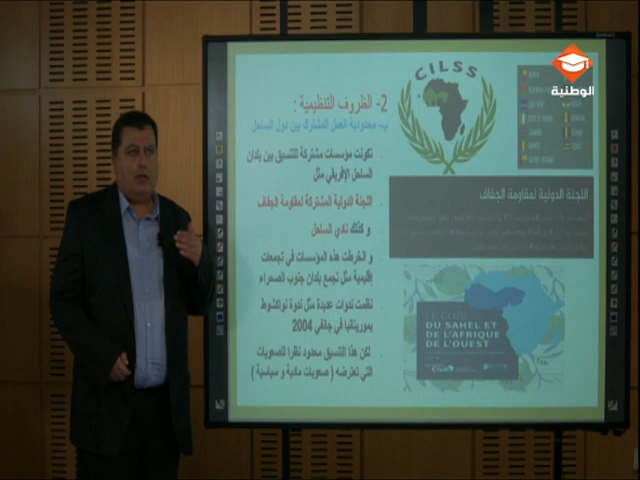 الوطنية
CILSS
2- الظروف التنظيمية :
ب- محدودية العمل المشترك بين دول الساحل
تكونت مؤسسات مشتركة للتنسيق بين بلدان
الساحل الإفريقي مثل
اللجنة الدولية المشتركة لمقاومة الجفاف
و كذلك نادي الساحل
و انخرطت هذه المؤسسات في تجمعات
إقليمية مثل تجمع بلدان جنوب الصحراء
نظمت ندوات عديدة مثل ندوة نواكشوط
بموريتانيا في جانفي 2004
لكن هذا التنسيق محدود نظرا للصعوبات
التي تعترضه ( صعوبات مادية و سياسية )
اللجنة الدولية لمقاومة الجفاف
LE CLUB
DU SAHEL ET
DE L'AFRIQUE
DE L'OUEST